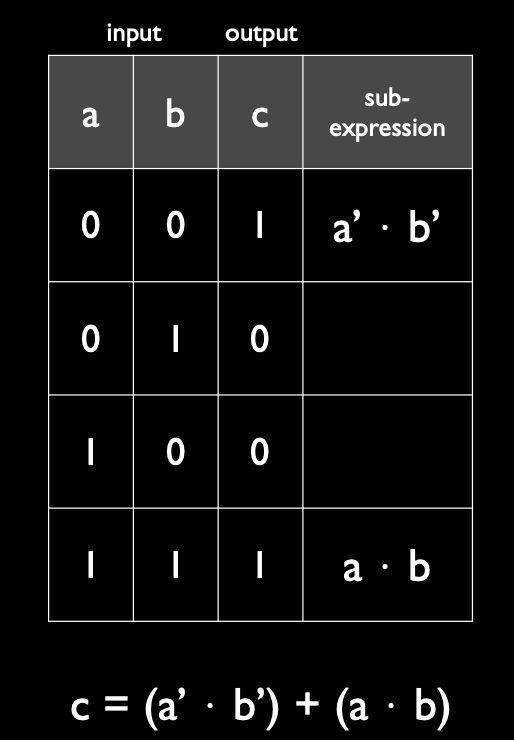 input output
a b c sub-
expression
0 0 1 a’ · b’
0 1 0
1 0 0
1 1 1 a · b
c = (a’ · b’) + (a · b)